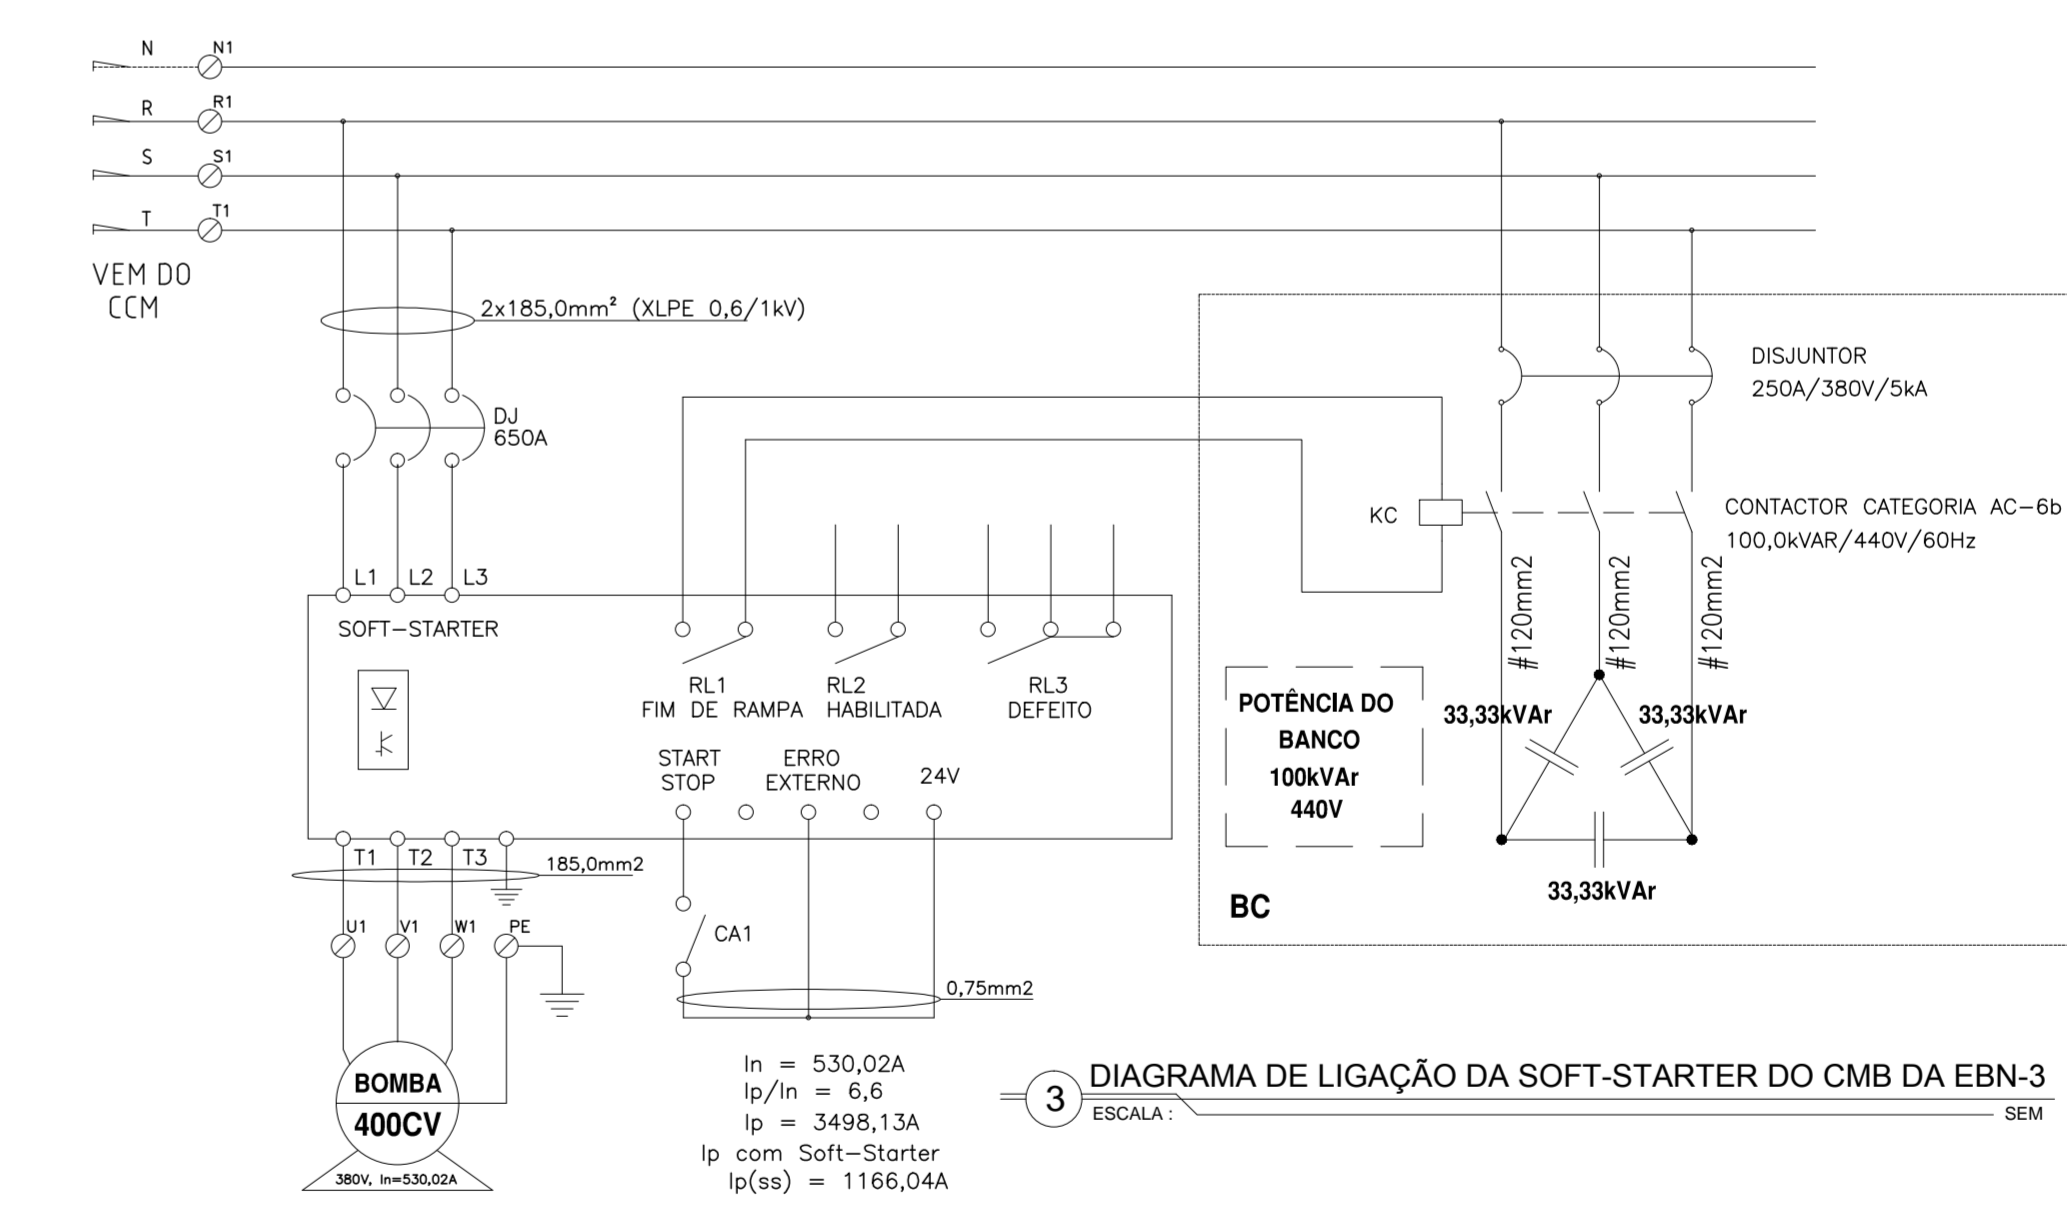 N N1
R R1
S S1
T T1
VEM DO
CCM
2x185,0mm² (XLPE 0,6/1kV)
DJ
650A
DISJUNTOR
250A/380V/5kA
KC
CONTACTOR CATEGORIA AC-6b
100,0kVAR/440V/60Hz
#120mm2
#120mm2
#120mm2
L1 L2 L3
SOFT-STARTER
RL1
FIM DE RAMPA
RL2
HABILITADA
RL3
DEFEITO
START
STOP
ERRO
EXTERNO
24V
POTÊNCIA DO
BANCO
100kVAr
440V
33,33kVAr
33,33kVAr
33,33kVAr
BC
T1 T2 T3
185,0mm2
U1 V1 W1 PE
CA1
0,75mm2
BOMBA
400CV
380V, In=530,02A
In = 530,02A
Ip/In = 6,6
Ip = 3498,13A
Ip com Soft-Starter
Ip(ss) = 1166,04A
3
DIAGRAMA DE LIGAÇÃO DA SOFT-STARTER DO CMB DA EBN-3
ESCALA : SEM